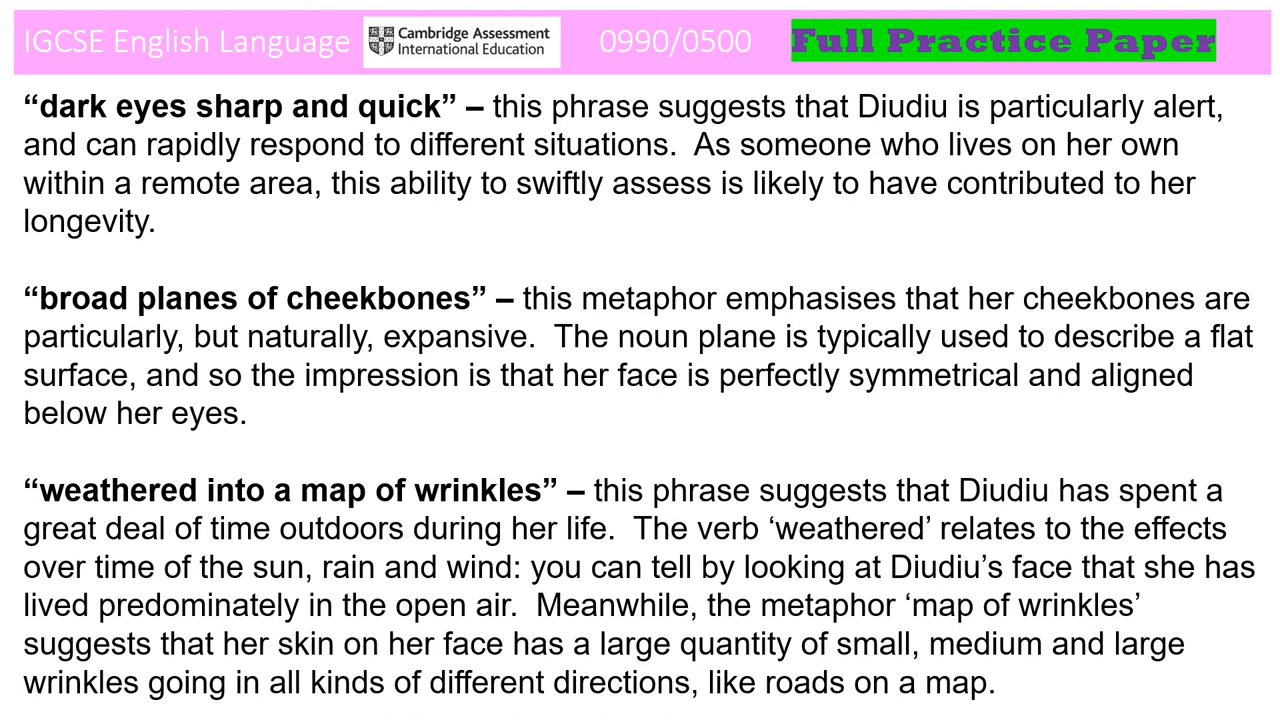 IGCSE English Language Cambridge Assessment International Education 0990/0500 Full Practice Paper
“dark eyes sharp and quick” – this phrase suggests that Diudiu is particularly alert,
and can rapidly respond to different situations.  As someone who lives on her own
within a remote area, this ability to swiftly assess is likely to have contributed to her
longevity.
“broad planes of cheekbones” – this metaphor emphasises that her cheekbones are
particularly, but naturally, expansive.  The noun plane is typically used to describe a flat
surface, and so the impression is that her face is perfectly symmetrical and aligned
below her eyes.
“weathered into a map of wrinkles” – this phrase suggests that Diudiu has spent a
great deal of time outdoors during her life.  The verb ‘weathered’ relates to the effects
over time of the sun, rain and wind: you can tell by looking at Diudiu’s face that she has
lived predominately in the open air.  Meanwhile, the metaphor ‘map of wrinkles’
suggests that her skin on her face has a large quantity of small, medium and large
wrinkles going in all kinds of different directions, like roads on a map.